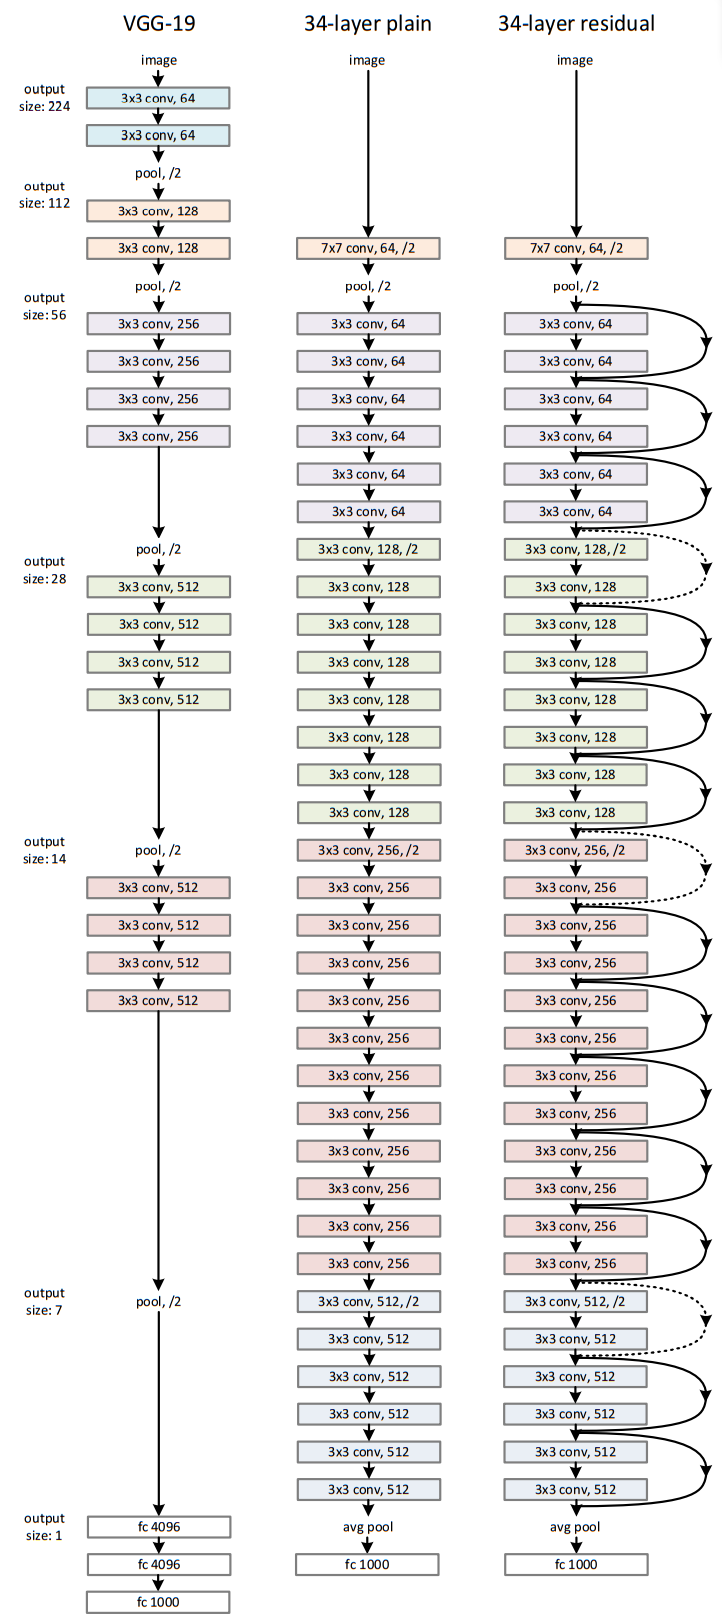 VGG-19
image
output
size: 224
3x3 conv, 64
3x3 conv, 64
pool, /2
output
size: 112
3x3 conv, 128
3x3 conv, 128
pool, /2
output
size: 56
3x3 conv, 256
3x3 conv, 256
3x3 conv, 256
3x3 conv, 256
pool, /2
output
size: 28
3x3 conv, 512
3x3 conv, 512
3x3 conv, 512
3x3 conv, 512
pool, /2
output
size: 14
3x3 conv, 512
3x3 conv, 512
3x3 conv, 512
3x3 conv, 512
output
size: 7
pool, /2
output
size: 1
fc 4096
fc 4096
fc 1000
34-layer plain
image
7x7 conv, 64, /2
pool, /2
3x3 conv, 64
3x3 conv, 64
3x3 conv, 64
3x3 conv, 64
3x3 conv, 64
3x3 conv, 64
3x3 conv, 128, /2
3x3 conv, 128
3x3 conv, 128
3x3 conv, 128
3x3 conv, 128
3x3 conv, 128
3x3 conv, 128
3x3 conv, 128
3x3 conv, 256, /2
3x3 conv, 256
3x3 conv, 256
3x3 conv, 256
3x3 conv, 256
3x3 conv, 256
3x3 conv, 256
3x3 conv, 256
3x3 conv, 256
3x3 conv, 256
3x3 conv, 256
3x3 conv, 256
3x3 conv, 512, /2
3x3 conv, 512
3x3 conv, 512
3x3 conv, 512
3x3 conv, 512
3x3 conv, 512
avg pool
fc 1000
34-layer residual
image
7x7 conv, 64, /2
pool, /2
3x3 conv, 64
3x3 conv, 64
3x3 conv, 64
3x3 conv, 64
3x3 conv, 64
3x3 conv, 64
3x3 conv, 128, /2
3x3 conv, 128
3x3 conv, 128
3x3 conv, 128
3x3 conv, 128
3x3 conv, 128
3x3 conv, 128
3x3 conv, 128
3x3 conv, 256, /2
3x3 conv, 256
3x3 conv, 256
3x3 conv, 256
3x3 conv, 256
3x3 conv, 256
3x3 conv, 256
3x3 conv, 256
3x3 conv, 256
3x3 conv, 256
3x3 conv, 256
3x3 conv, 256
3x3 conv, 512, /2
3x3 conv, 512
3x3 conv, 512
3x3 conv, 512
3x3 conv, 512
3x3 conv, 512
avg pool
fc 1000